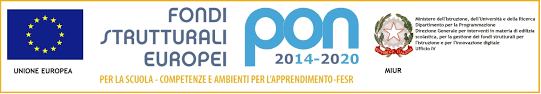 FONDI
STRUTTURALI
EUROPEI
pon
2014-2020
UNIONE EUROPEA
PER LA SCUOLA - COMPETENZE E AMBIENTI PER L'APPRENDIMENTO-FESR
Ministero dell'Istruzione, dell'Università e della Ricerca
Dipartimento per la Programmazione
Direzione Generale per interventi in materia di edilizia
scolastica, per la gestione dei fondi strutturali per
l'istruzione e per l'innovazione digitale
Ufficio IV
MIUR